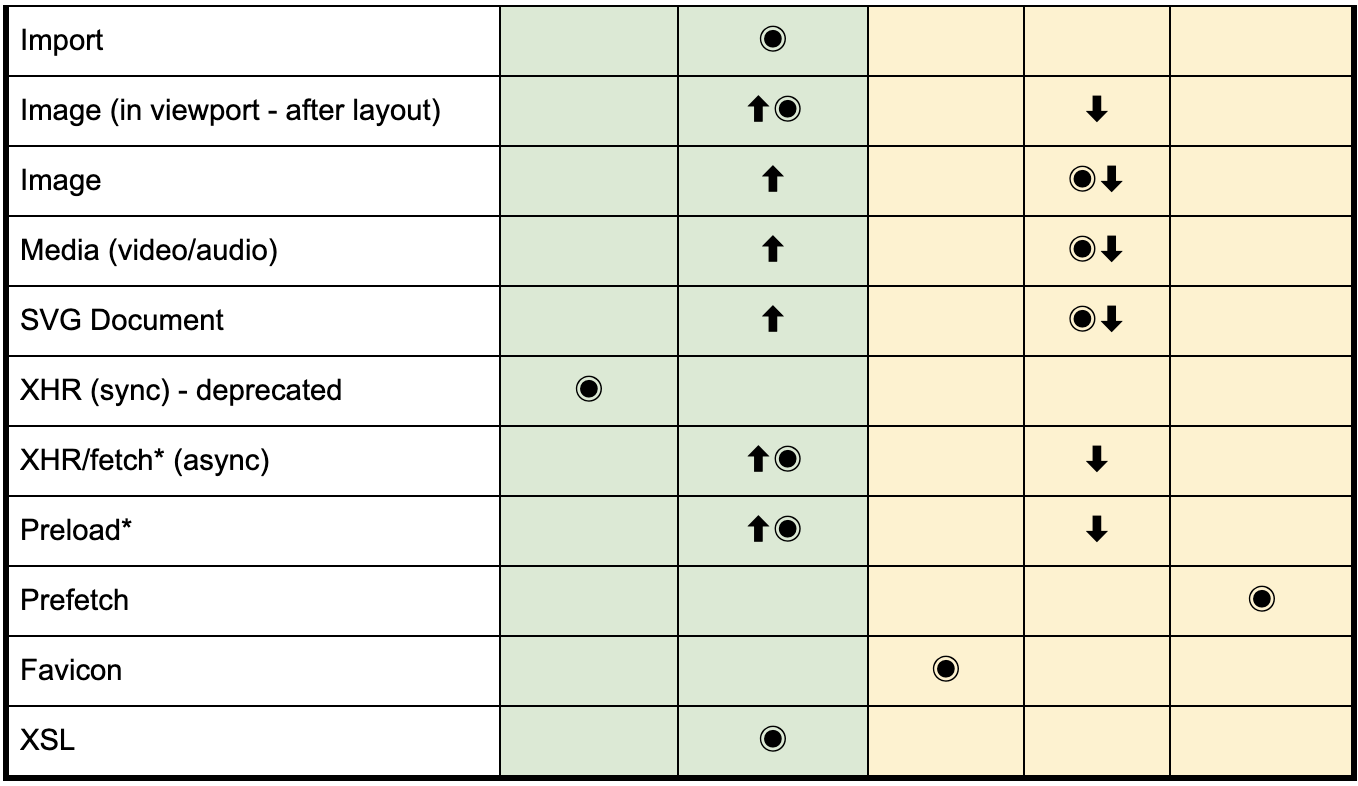 Import ◉
Image (in viewport - after layout) ⬆◉ ⬇
Image ⬆ ◉⬇
Media (video/audio) ⬆ ◉⬇
SVG Document ⬆ ◉⬇
XHR (sync) - deprecated ◉
XHR/fetch* (async) ⬆◉ ⬇
Preload* ⬆◉ ⬇
Prefetch ◉
Favicon ◉
XSL ◉